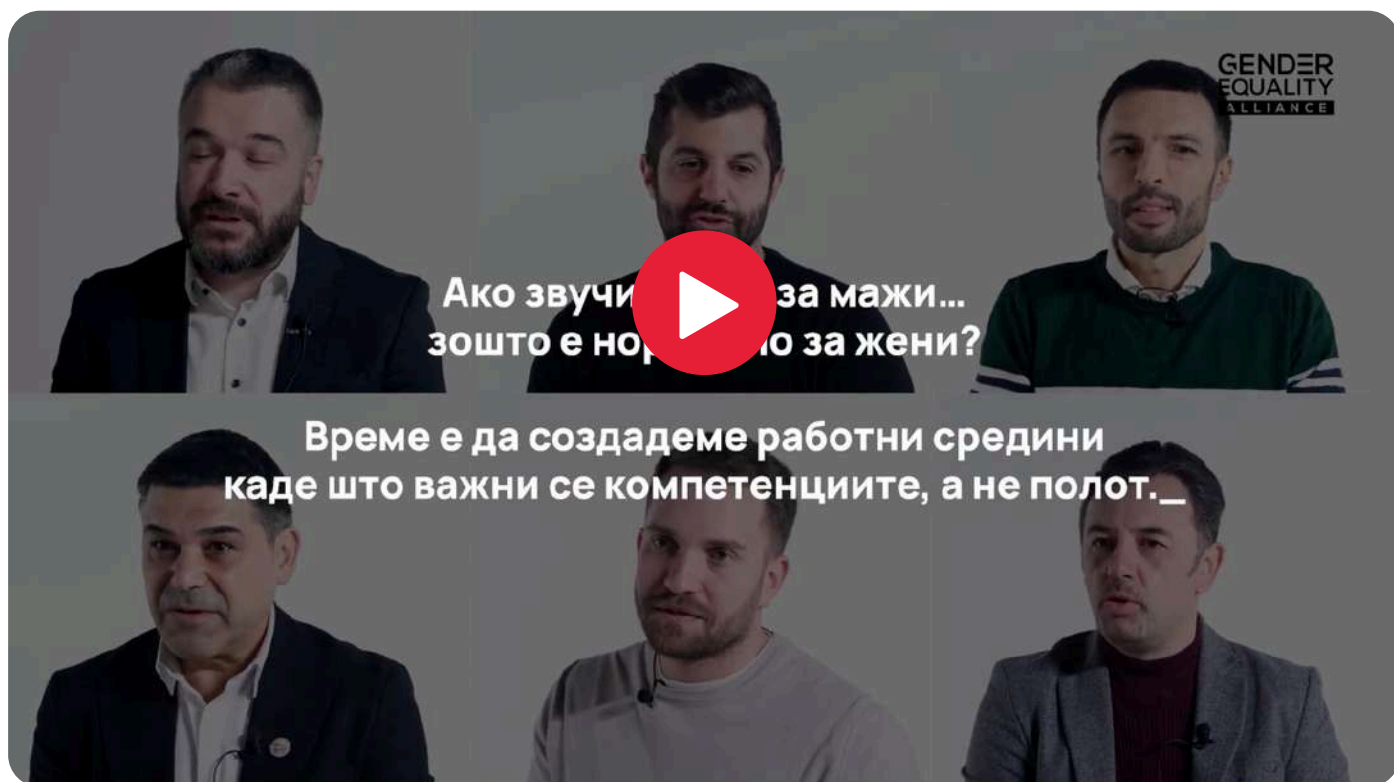 GENDER
EQUALITY
ALLIANCE
Ако звучи за мажи...
зошто е за жени?
Време е да создадеме работни средини
каде што важни се компетенциите, а не полот._